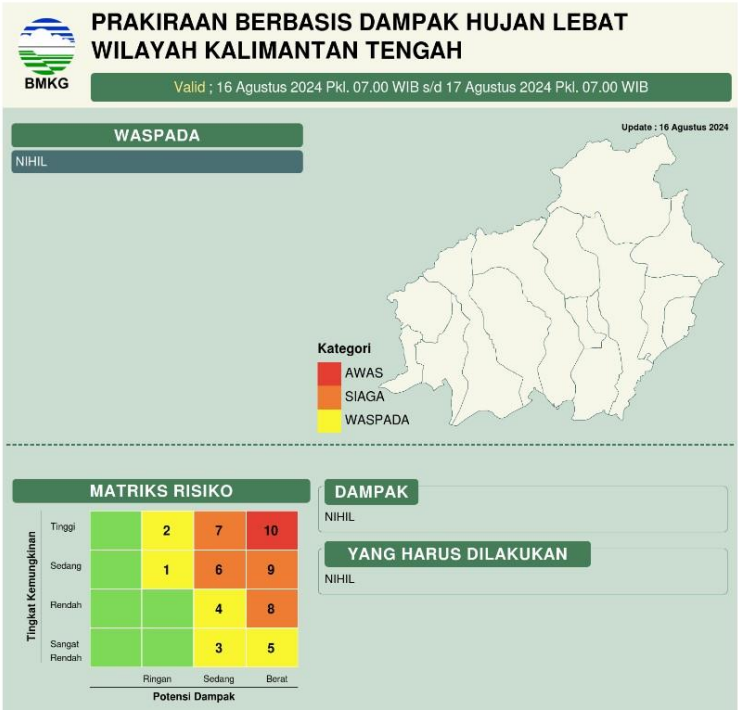 PRAKIRAAN BERBASIS DAMPAK HUJAN LEBAT
WILAYAH KALIMANTAN TENGAH
BMKG
Valid ; 16 Agustus 2024 Pkl. 07.00 WIB s/d 17 Agustus 2024 Pkl. 07.00 WIB
WASPADA
NIHIL
Update : 16 Agustus 2024
Kategori
AWAS
SIAGA
WASPADA
MATRIKS RISIKO
Tingkat Kemungkinan
Tinggi 2 7 10
Sedang 1 6 9
Rendah 4 8
Sangat
Rendah 3 5
Ringan Sedang Berat
Potensi Dampak
DAMPAK
NIHIL
YANG HARUS DILAKUKAN
NIHIL